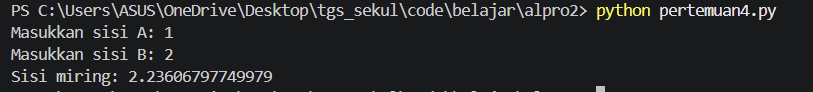 PS C:\Users\ASUS\OneDrive\Desktop\tgs_sekul\code\belajar\alpro2> python pertemuan4.py
Masukkan sisi A: 1
Masukkan sisi B: 2
Sisi miring: 2.23606797749979